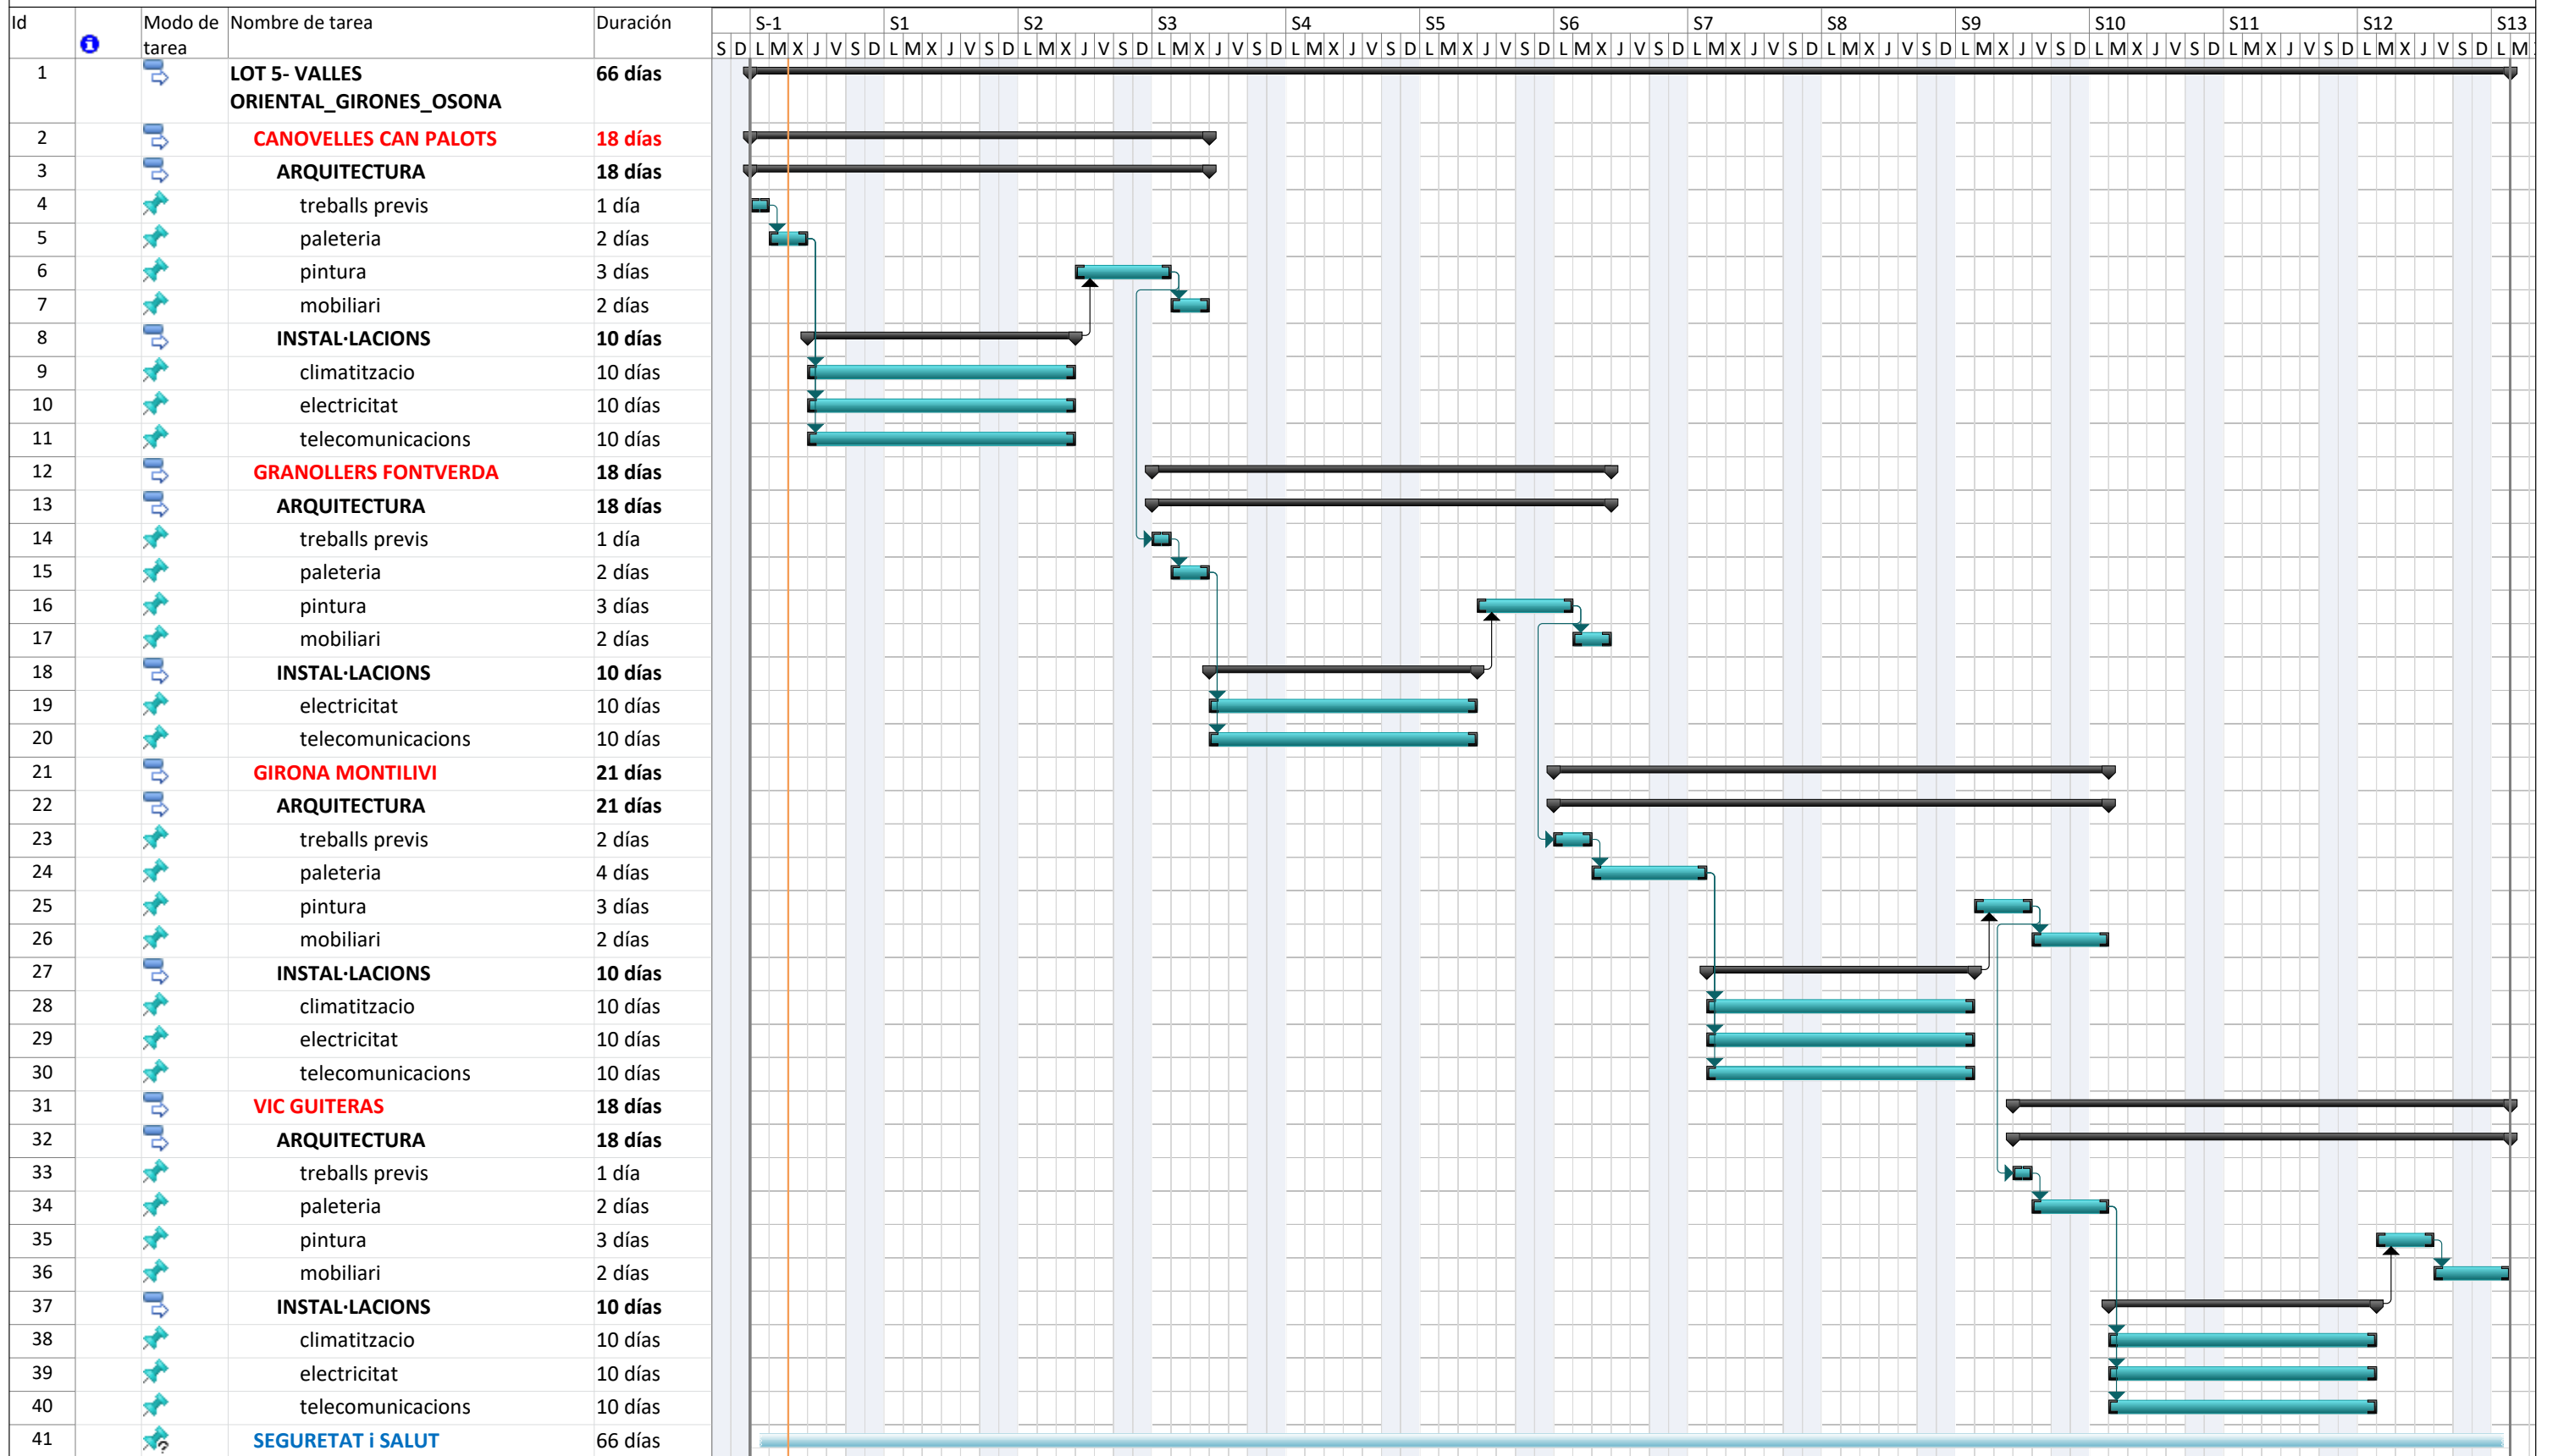 Id Modo de tarea Nombre de tarea Duración S-1 S1 S2 S3 S4 S5 S6 S7 S8 S9 S10 S11 S12 S13
S D L M X J V S D L M X J V S D L M X J V S D L M X J V S D L M X J V S D L M X J V S D L M X J V S D L M X J V S D L M X J V S D L M X J V S D L M X J V S D L M X J V S D L M X J V S D L M
1 LOT 5- VALLES ORIENTAL_GIRONES_OSONA 66 días
2 CANOVELLES CAN PALOTS 18 días
3 ARQUITECTURA 18 días
4 treballs previs 1 día
5 paleteria 2 días
6 pintura 3 días
7 mobiliari 2 días
8 INSTAL·LACIONS 10 días
9 climatitzacio 10 días
10 electricitat 10 días
11 telecomunicacions 10 días
12 GRANOLLERS FONTVERDA 18 días
13 ARQUITECTURA 18 días
14 treballs previs 1 día
15 paleteria 2 días
16 pintura 3 días
17 mobiliari 2 días
18 INSTAL·LACIONS 10 días
19 electricitat 10 días
20 telecomunicacions 10 días
21 GIRONA MONTILIVI 21 días
22 ARQUITECTURA 21 días
23 treballs previs 2 días
24 paleteria 4 días
25 pintura 3 días
26 mobiliari 2 días
27 INSTAL·LACIONS 10 días
28 climatitzacio 10 días
29 electricitat 10 días
30 telecomunicacions 10 días
31 VIC GUITERAS 18 días
32 ARQUITECTURA 18 días
33 treballs previs 1 día
34 paleteria 2 días
35 pintura 3 días
36 mobiliari 2 días
37 INSTAL·LACIONS 10 días
38 climatitzacio 10 días
39 electricitat 10 días
40 telecomunicacions 10 días
41 SEGURETAT i SALUT 66 días